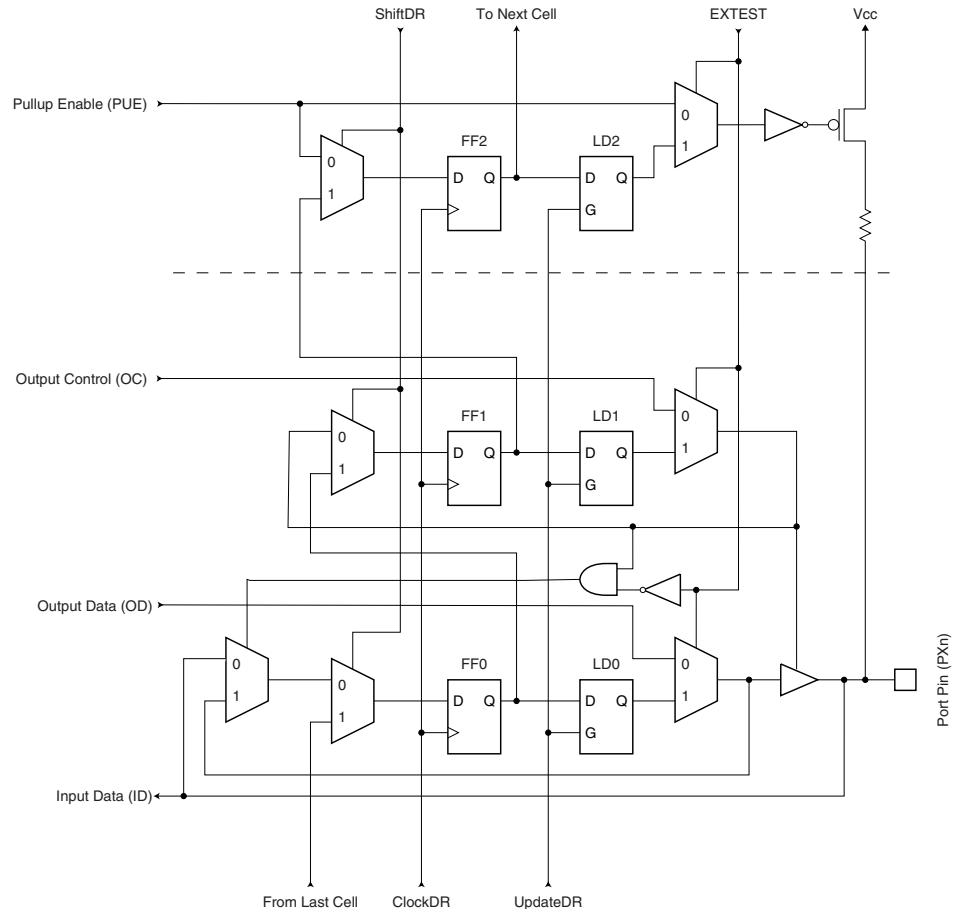 ShiftDR
To Next Cell
EXTEST
Vcc
Pullup Enable (PUE)
0
1
FF2
D Q
LD2
D Q
G
0
1
Output Control (OC)
0
1
FF1
D Q
LD1
D Q
G
0
1
Output Data (OD)
0
1
0
1
FF0
D Q
LD0
D Q
G
0
1
Port Pin (PXn)
Input Data (ID)
From Last Cell
ClockDR
UpdateDR